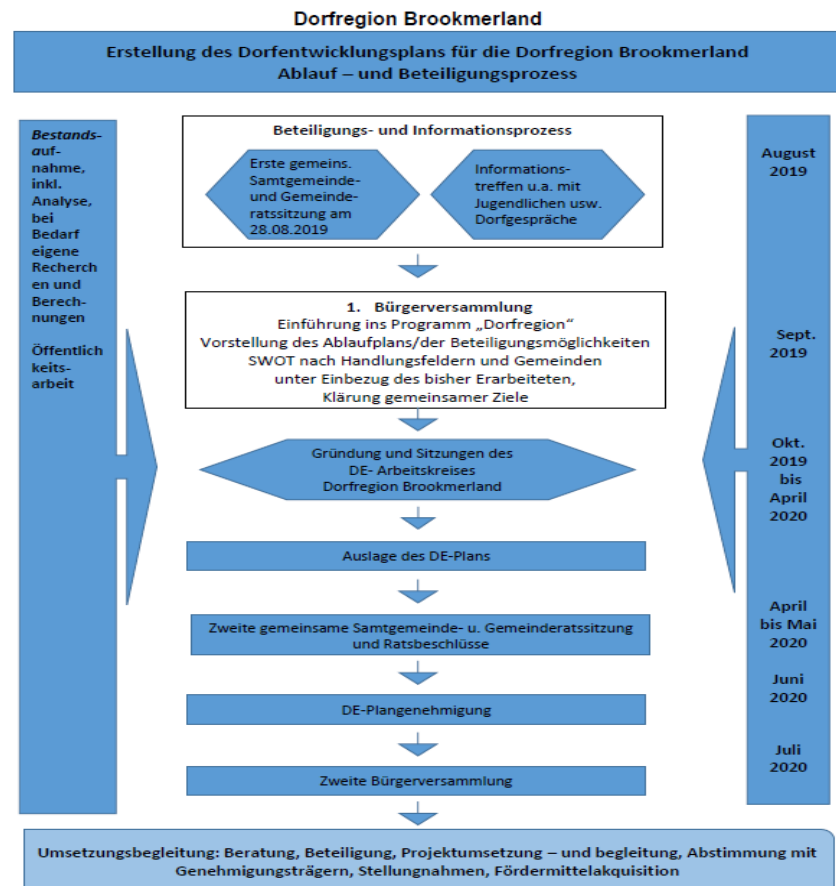 Dorfregion Brookmerland
Erstellung des Dorfentwicklungsplans für die Dorfregion Brookmerland
Ablauf – und Beteiligungsprozess
Bestands-
auf-
nahme,
inkl.
Analyse,
bei
Bedarf
eigene
Recherch
en und
Berech-
nungen
Öffentlich
keits-
arbeit
Beteiligungs- und Informationsprozess
Erste gemeins.
Samtgemeinde-
und Gemeinde-
ratssitzung am
28.08.2019
Informations-
treffen u.a. mit
Jugendlichen usw.
Dorfgespräche
1. Bürgerversammlung
Einführung ins Programm „Dorfregion“
Vorstellung des Ablaufplans/der Beteiligungsmöglichkeiten
SWOT nach Handlungsfeldern und Gemeinden
unter Einbezug des bisher Erarbeiteten,
Klärung gemeinsamer Ziele
Gründung und Sitzungen des
DE- Arbeitskreises
Dorfregion Brookmerland
Auslage des DE-Plans
Zweite gemeinsame Samtgemeinde- u. Gemeinderatssitzung
und Ratsbeschlüsse
DE-Plangenehmigung
Zweite Bürgerversammlung
August
2019
Sept.
2019
Okt.
2019
bis
April
2020
April
bis Mai
2020
Juni
2020
Juli
2020
Umsetzungsbegleitung: Beratung, Beteiligung, Projektumsetzung – und begleitung, Abstimmung mit
Genehmigungsträgern, Stellungnahmen, Fördermittelakquisition